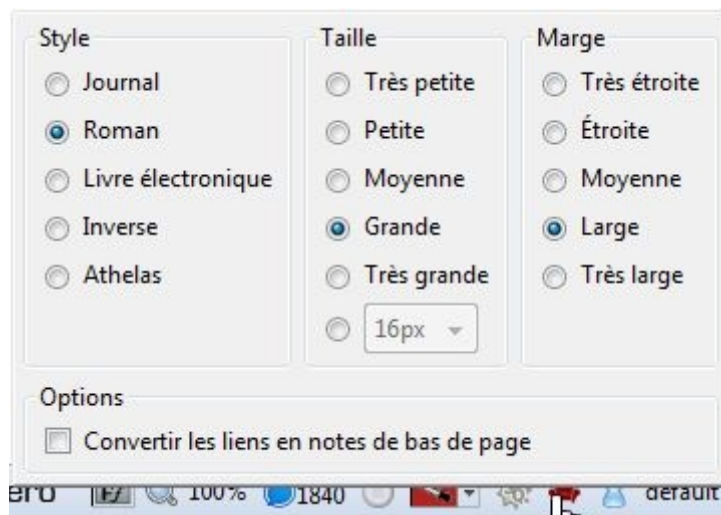 Style
Journal
Roman
Livre électronique
Inverse
Athelas
Taille
Très petite
Petite
Moyenne
Grande
Très grande
16px
Marge
Très étroite
Étroite
Moyenne
Large
Très large
Options
Convertir les liens en notes de bas de page
100% 1840 default